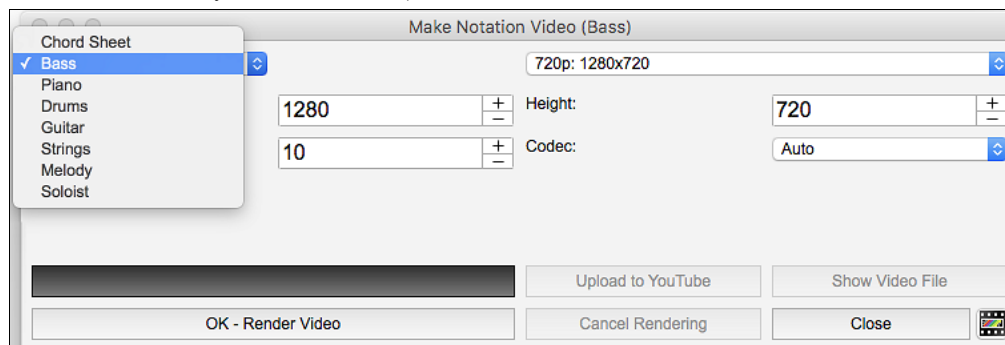 Make Notation Video (Bass)
Chord Sheet
✓ Bass
Piano
Drums
Guitar
Strings
Melody
Soloist
720p: 1280x720
1280
+
−
Height:
720
+
−
10
+
−
Codec:
Auto
Upload to YouTube
Show Video File
OK - Render Video
Cancel Rendering
Close